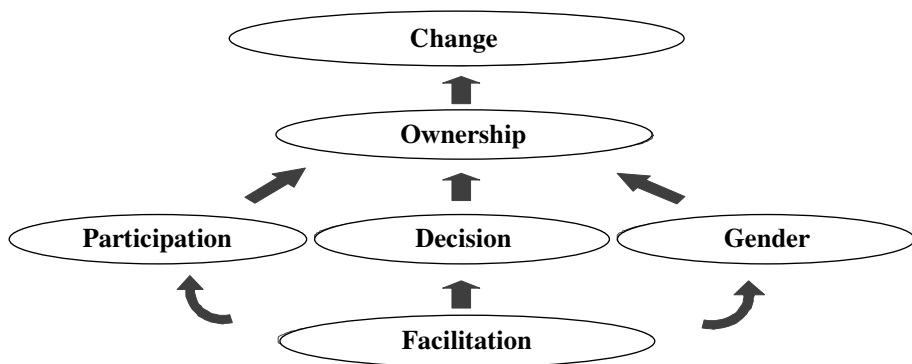 Change
Ownership
Participation
Decision
Gender
Facilitation